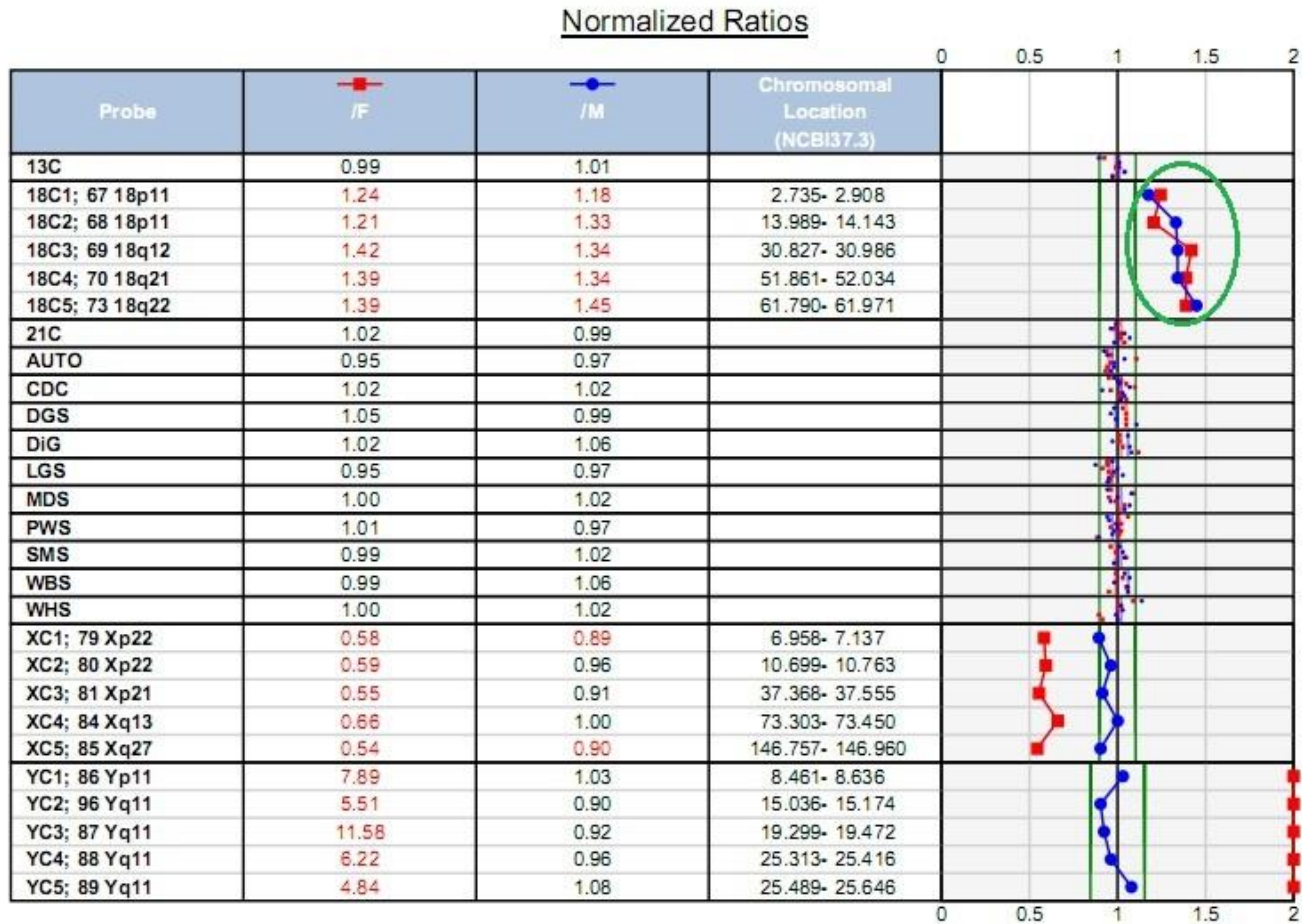 Normalized Ratios
0 0.5 1 1.5 2
Probe /F /M Chromosomal Location (NCBI37.3)
13C 0.99 1.01
18C1; 67 18p11 1.24 1.18 2.735- 2.908
18C2; 68 18p11 1.21 1.33 13.989- 14.143
18C3; 69 18q12 1.42 1.34 30.827- 30.986
18C4; 70 18q21 1.39 1.34 51.861- 52.034
18C5; 73 18q22 1.39 1.45 61.790- 61.971
21C 1.02 0.99
AUTO 0.95 0.97
CDC 1.02 1.02
DGS 1.05 0.99
DiG 1.02 1.06
LGS 0.95 0.97
MDS 1.00 1.02
PWS 1.01 0.97
SMS 0.99 1.02
WBS 0.99 1.06
WHS 1.00 1.02
XC1; 79 Xp22 0.58 0.89 6.958- 7.137
XC2; 80 Xp22 0.59 0.96 10.699- 10.763
XC3; 81 Xp21 0.55 0.91 37.368- 37.555
XC4; 84 Xq13 0.66 1.00 73.303- 73.450
XC5; 85 Xq27 0.54 0.90 146.757- 146.960
YC1; 86 Yp11 7.89 1.03 8.461- 8.636
YC2; 96 Yq11 5.51 0.90 15.036- 15.174
YC3; 87 Yq11 11.58 0.92 19.299- 19.472
YC4; 88 Yq11 6.22 0.96 25.313- 25.416
YC5; 89 Yq11 4.84 1.08 25.489- 25.646
0 0.5 1 1.5 2